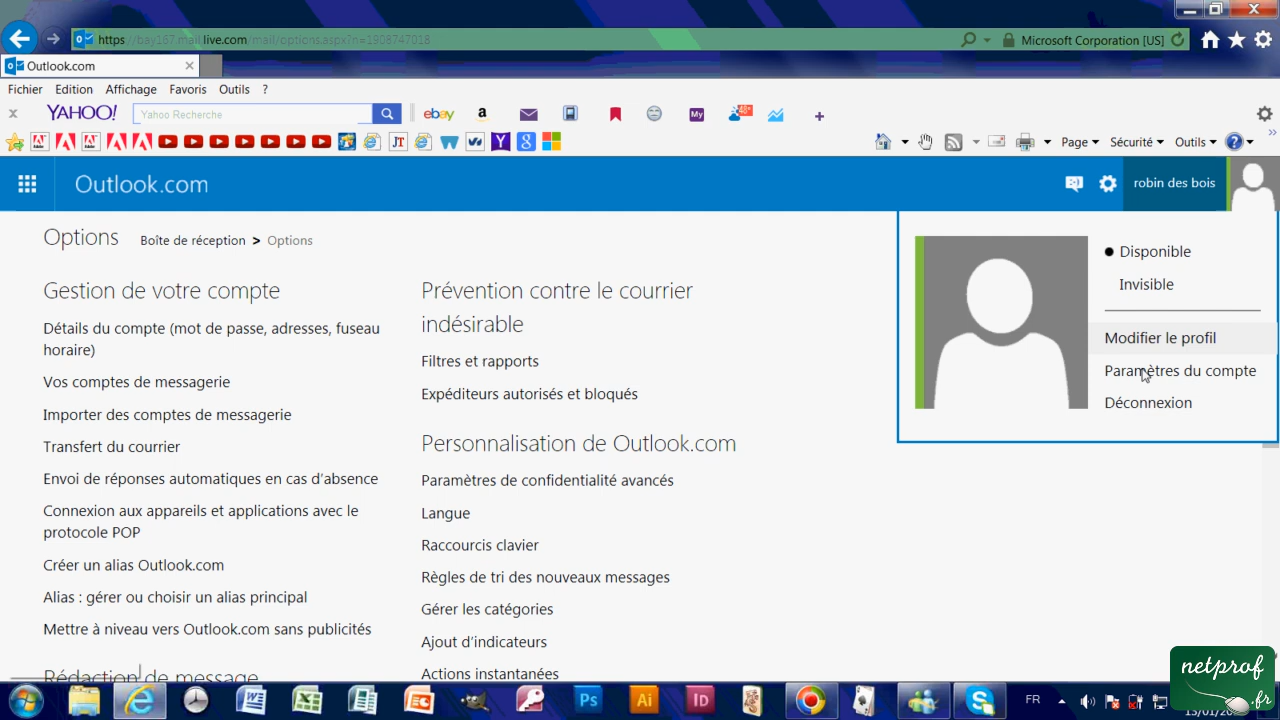 https://bay167.mail.live.com/mail/options.aspx?n=1908747018
Microsoft Corporation [US]
Outlook.com
Fichier Edition Affichage Favoris Outils ?
YAHOO! Yahoo Recherche ebay a My 48°
JT Page Sécurité Outils
Outlook.com robin des bois
Options Boîte de réception > Options
Gestion de votre compte
Détails du compte (mot de passe, adresses, fuseau
horaire)
Vos comptes de messagerie
Importer des comptes de messagerie
Transfert du courrier
Envoi de réponses automatiques en cas d'absence
Connexion aux appareils et applications avec le
protocole POP
Créer un alias Outlook.com
Alias : gérer ou choisir un alias principal
Mettre à niveau vers Outlook.com sans publicités
Rédaction de message
Prévention contre le courrier
indésirable
Filtres et rapports
Expéditeurs autorisés et bloqués
Personnalisation de Outlook.com
Paramètres de confidentialité avancés
Langue
Raccourcis clavier
Règles de tri des nouveaux messages
Gérer les catégories
Ajout d'indicateurs
Actions instantanées
Disponible
Invisible
Modifier le profil
Paramètres du compte
Déconnexion
netprof
.fr
Ps Ai ID FR